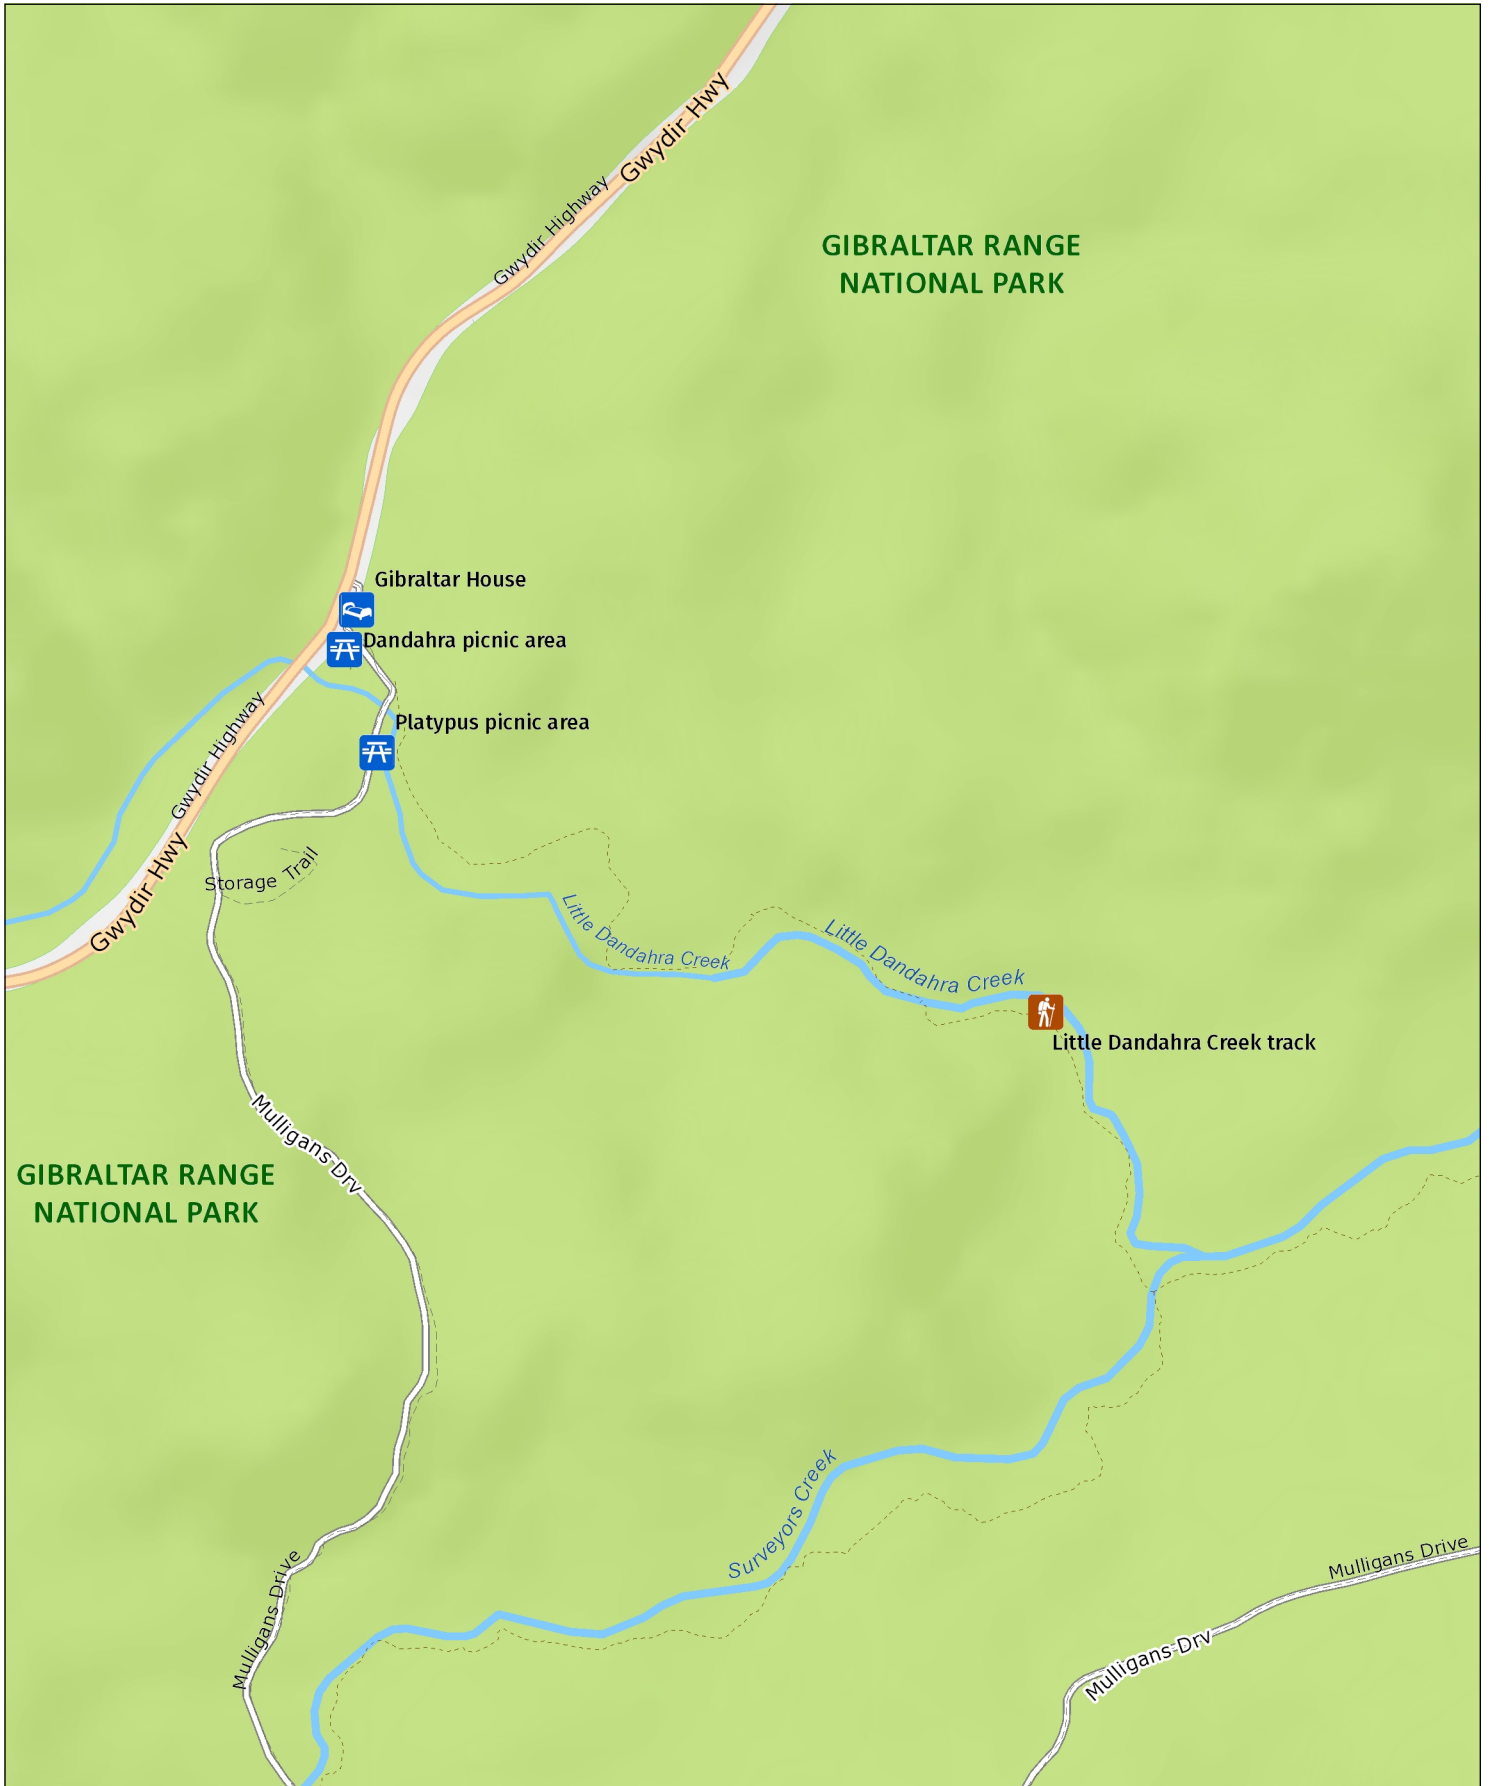 Gwydir Hwy
Gwydir Highway
GIBRALTAR RANGE
NATIONAL PARK
Gibraltar House
Dandahra picnic area
Gwydir Highway
Platypus picnic area
Gwydir Hwy
Storage Trail
Little Dandahra Creek
Little Dandahra Creek
Little Dandahra Creek track
Mulligans Drv
GIBRALTAR RANGE
NATIONAL PARK
Surveyors Creek
Mulligans Drive
Mulligans Drive
Mulligans Drv